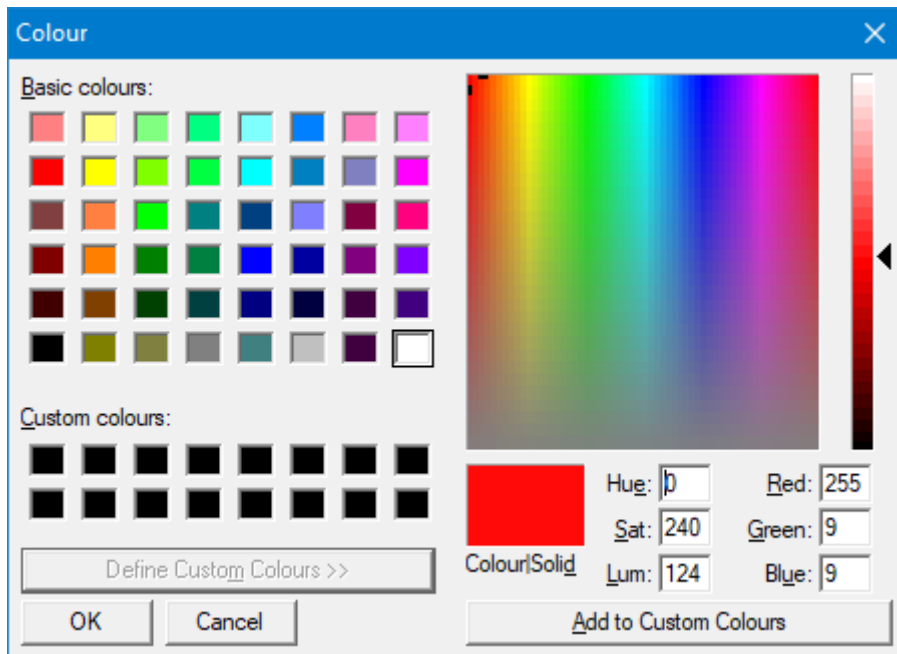 Colour
Basic colours:
Custom colours:
Define Custom Colours >>
OK Cancel
Hue: 0 Red: 255
Sat: 240 Green: 9
Colour|Solid Lum: 124 Blue: 9
Add to Custom Colours